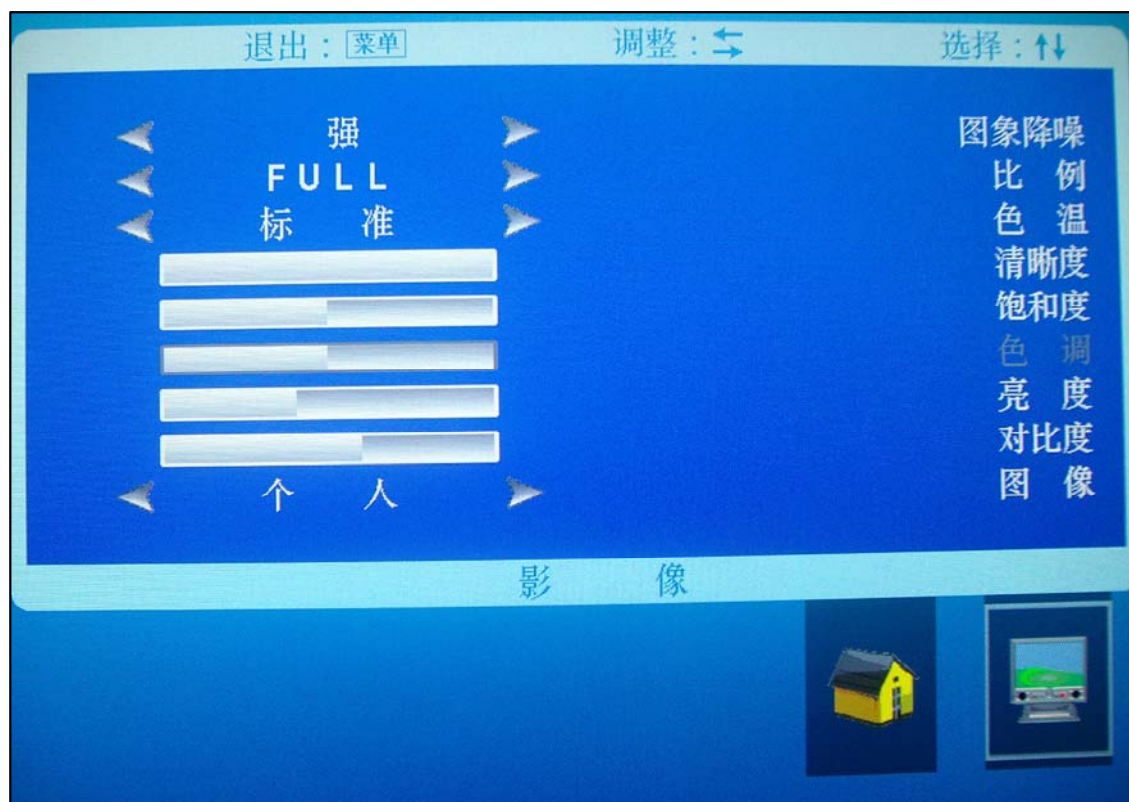 退出：菜单 调整：⇆ 选择：↑↓
强 图象降噪
FULL 比例
标准 色温
清晰度
饱和度
色调
亮度
对比度
个人 图像
影像